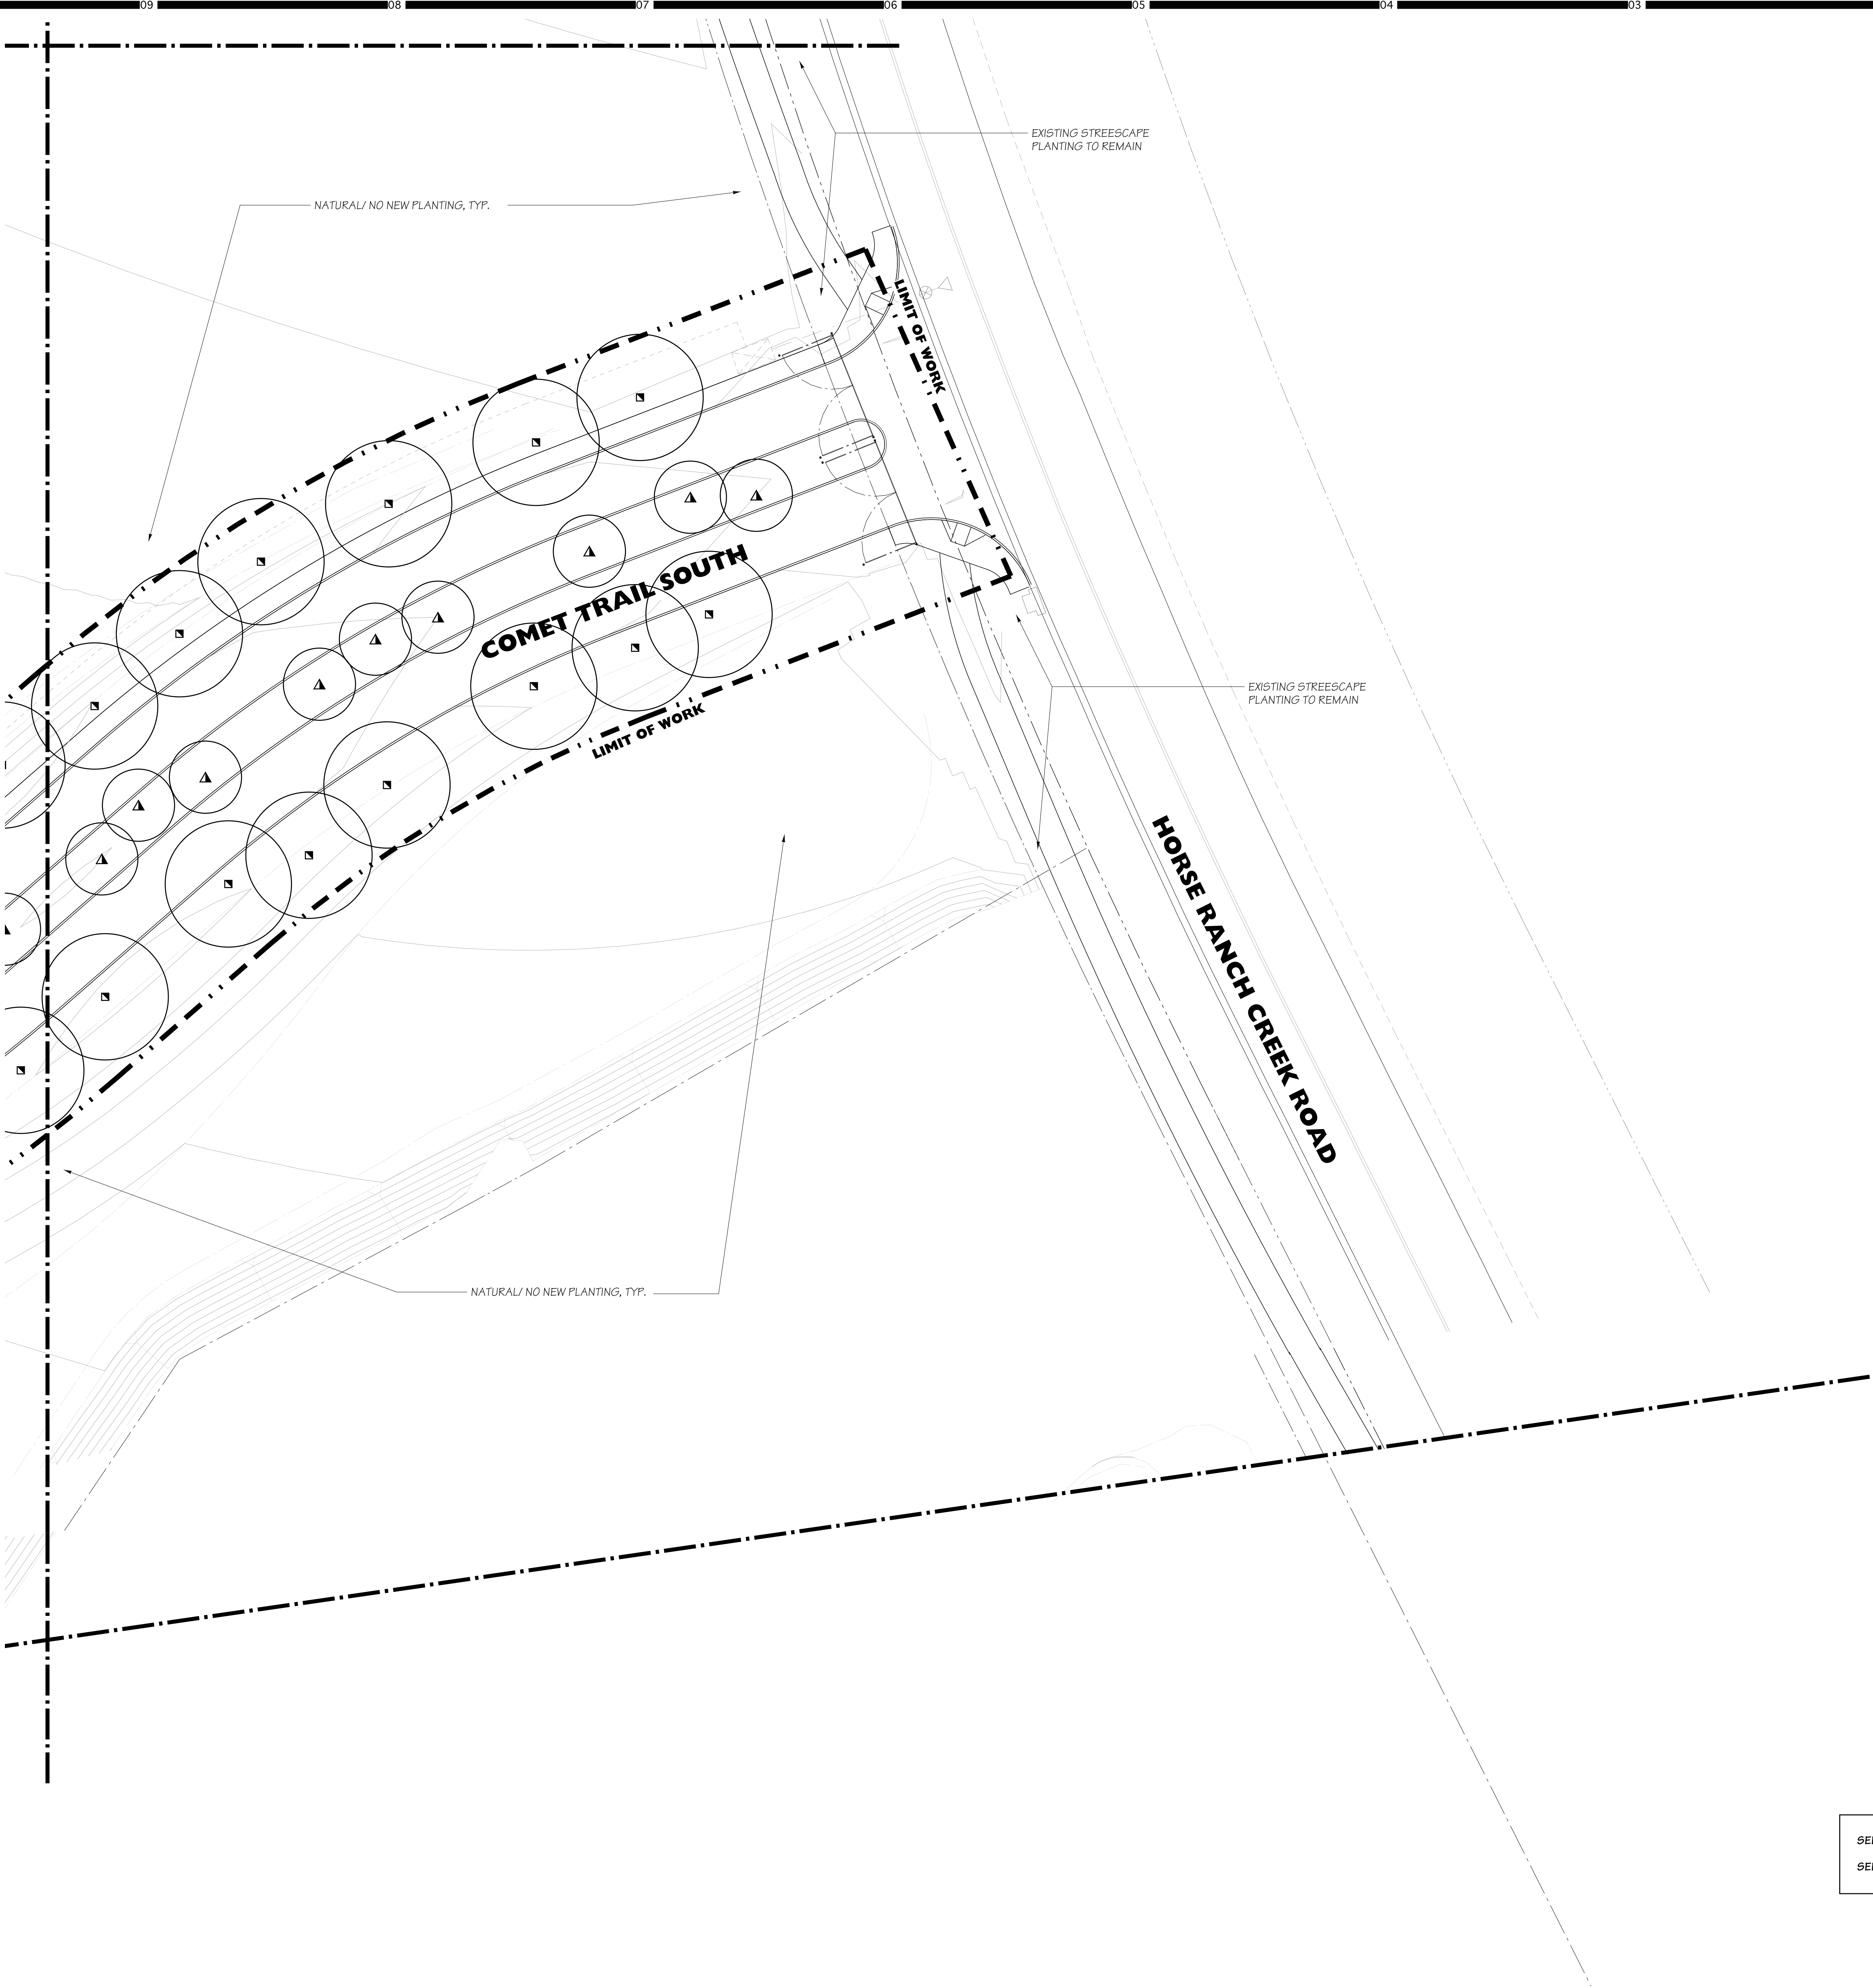 09 08 07 06 05 04 03
EXISTING STREESCAPE
PLANTING TO REMAIN
NATURAL/ NO NEW PLANTING, TYP.
LIMIT OF WORK
COMET TRAIL SOUTH
EXISTING STREESCAPE
PLANTING TO REMAIN
LIMIT OF WORK
HORSE RANCH CREEK ROAD
NATURAL/ NO NEW PLANTING, TYP.